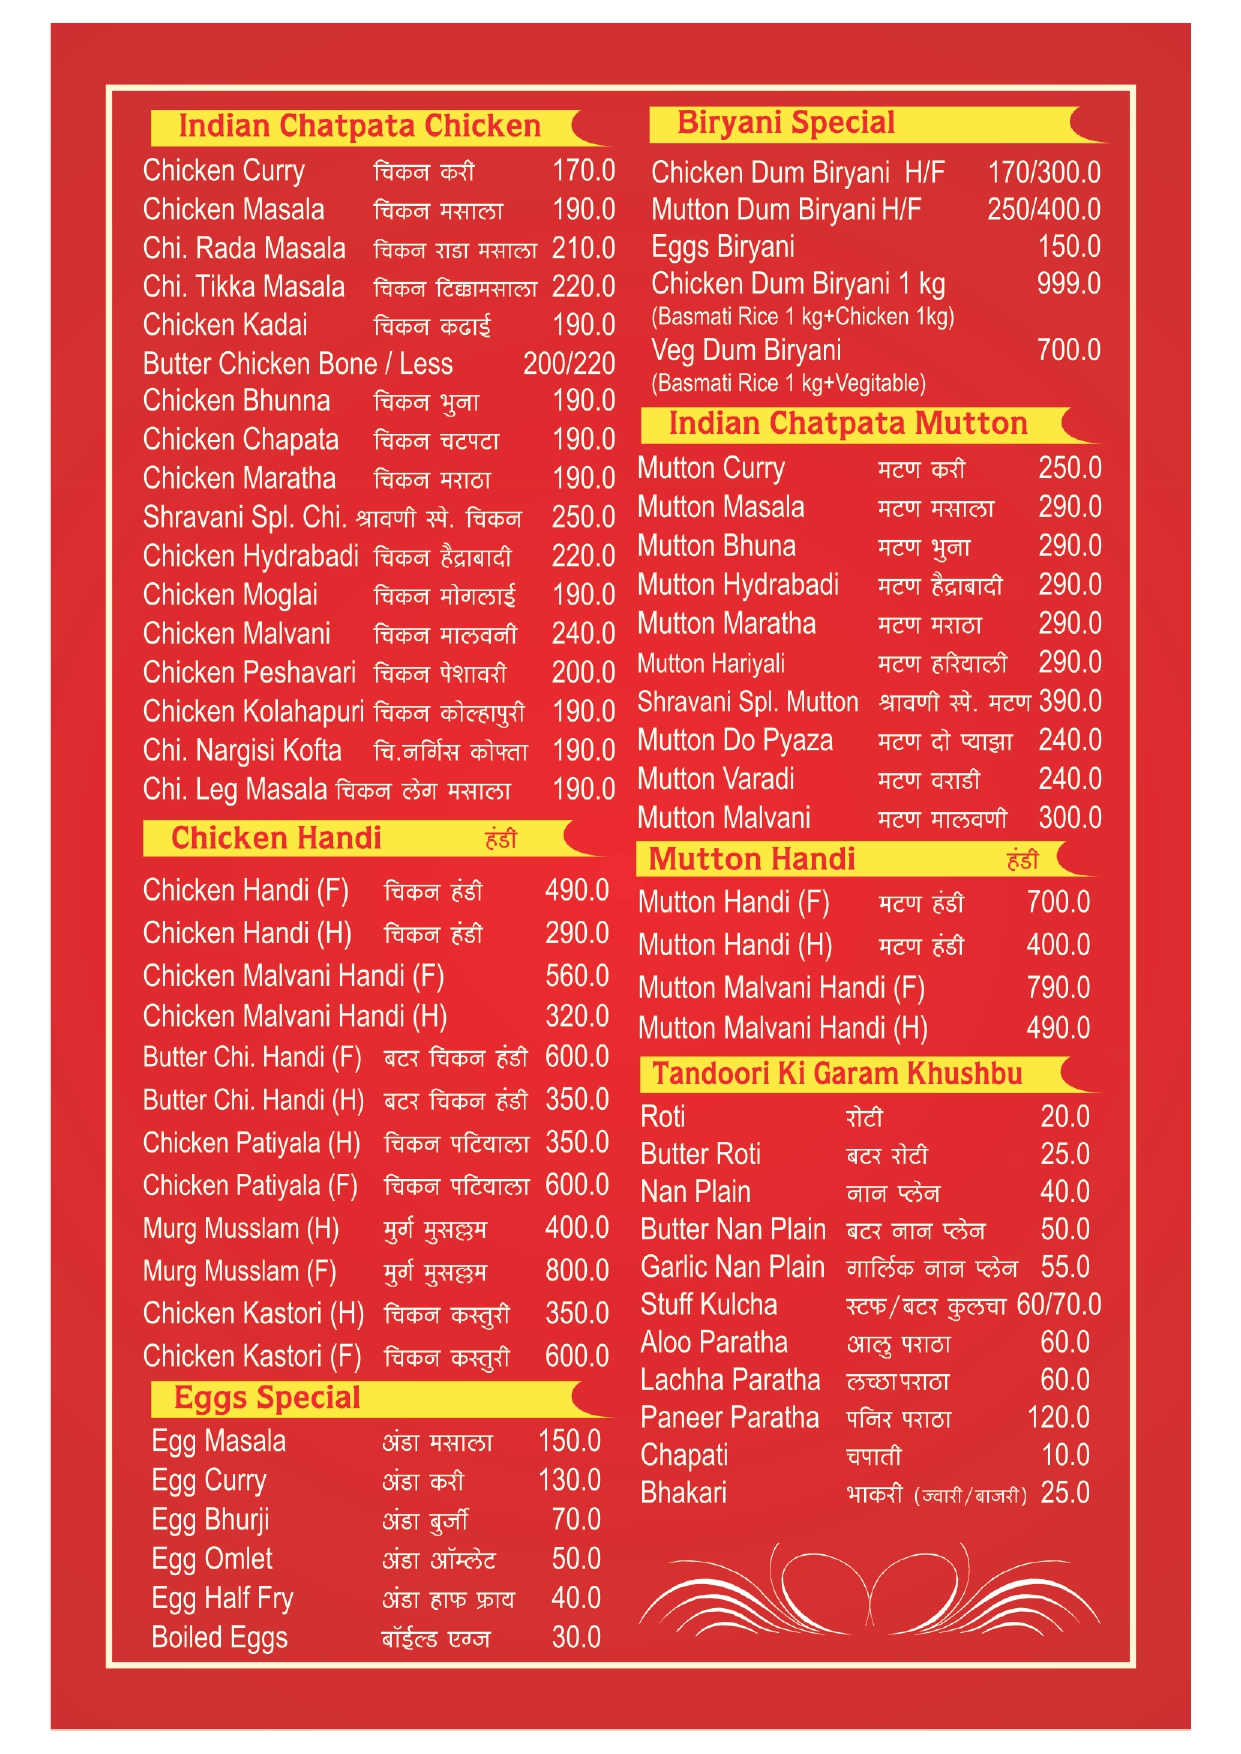 Indian Chatpata Chicken
Chicken Curry चिकन करी 170.0
Chicken Masala चिकन मसाला 190.0
Chi. Rada Masala चिकन राडा मसाला 210.0
Chi. Tikka Masala चिकन टिक्कामसाला 220.0
Chicken Kadai चिकन कढाई 190.0
Butter Chicken Bone / Less 200/220
Chicken Bhunna चिकन भुना 190.0
Chicken Chapata चिकन चटपटा 190.0
Chicken Maratha चिकन मराठा 190.0
Shravani Spl. Chi. श्रावणी स्पे. चिकन 250.0
Chicken Hydrabadi चिकन हैद्राबादी 220.0
Chicken Moglai चिकन मोगलाई 190.0
Chicken Malvani चिकन मालवनी 240.0
Chicken Peshavari चिकन पेशावरी 200.0
Chicken Kolahapuri चिकन कोल्हापुरी 190.0
Chi. Nargisi Kofta चि.नर्गिस कोफ्ता 190.0
Chi. Leg Masala चिकन लेग मसाला 190.0
Chicken Handi हंडी
Chicken Handi (F) चिकन हंडी 490.0
Chicken Handi (H) चिकन हंडी 290.0
Chicken Malvani Handi (F) 560.0
Chicken Malvani Handi (H) 320.0
Butter Chi. Handi (F) बटर चिकन हंडी 600.0
Butter Chi. Handi (H) बटर चिकन हंडी 350.0
Chicken Patiyala (H) चिकन पटियाला 350.0
Chicken Patiyala (F) चिकन पटियाला 600.0
Murg Musslam (H) मुर्ग मुसल्लम 400.0
Murg Musslam (F) मुर्ग मुसल्लम 800.0
Chicken Kastori (H) चिकन कस्तुरी 350.0
Chicken Kastori (F) चिकन कस्तुरी 600.0
Eggs Special
Egg Masala अंडा मसाला 150.0
Egg Curry अंडा करी 130.0
Egg Bhurji अंडा बुर्जी 70.0
Egg Omlet अंडा ऑम्लेट 50.0
Egg Half Fry अंडा हाफ फ्राय 40.0
Boiled Eggs बॉईल्ड एग्ज 30.0
Biryani Special
Chicken Dum Biryani H/F 170/300.0
Mutton Dum Biryani H/F 250/400.0
Eggs Biryani 150.0
Chicken Dum Biryani 1 kg 999.0
(Basmati Rice 1 kg+Chicken 1kg)
Veg Dum Biryani 700.0
(Basmati Rice 1 kg+Vegitable)
Indian Chatpata Mutton
Mutton Curry मटण करी 250.0
Mutton Masala मटण मसाला 290.0
Mutton Bhuna मटण भुना 290.0
Mutton Hydrabadi मटण हैद्राबादी 290.0
Mutton Maratha मटण मराठा 290.0
Mutton Hariyali मटण हरियाली 290.0
Shravani Spl. Mutton श्रावणी स्पे. मटण 390.0
Mutton Do Pyaza मटण दो प्याझा 240.0
Mutton Varadi मटण वराडी 240.0
Mutton Malvani मटण मालवणी 300.0
Mutton Handi हंडी
Mutton Handi (F) मटण हंडी 700.0
Mutton Handi (H) मटण हंडी 400.0
Mutton Malvani Handi (F) 790.0
Mutton Malvani Handi (H) 490.0
Tandoori Ki Garam Khushbu
Roti रोटी 20.0
Butter Roti बटर रोटी 25.0
Nan Plain नान प्लेन 40.0
Butter Nan Plain बटर नान प्लेन 50.0
Garlic Nan Plain गार्लिक नान प्लेन 55.0
Stuff Kulcha स्टफ/बटर कुलचा 60/70.0
Aloo Paratha आलु पराठा 60.0
Lachha Paratha लच्छापराठा 60.0
Paneer Paratha पनिर पराठा 120.0
Chapati चपाती 10.0
Bhakari भाकरी (ज्वारी/बाजरी) 25.0